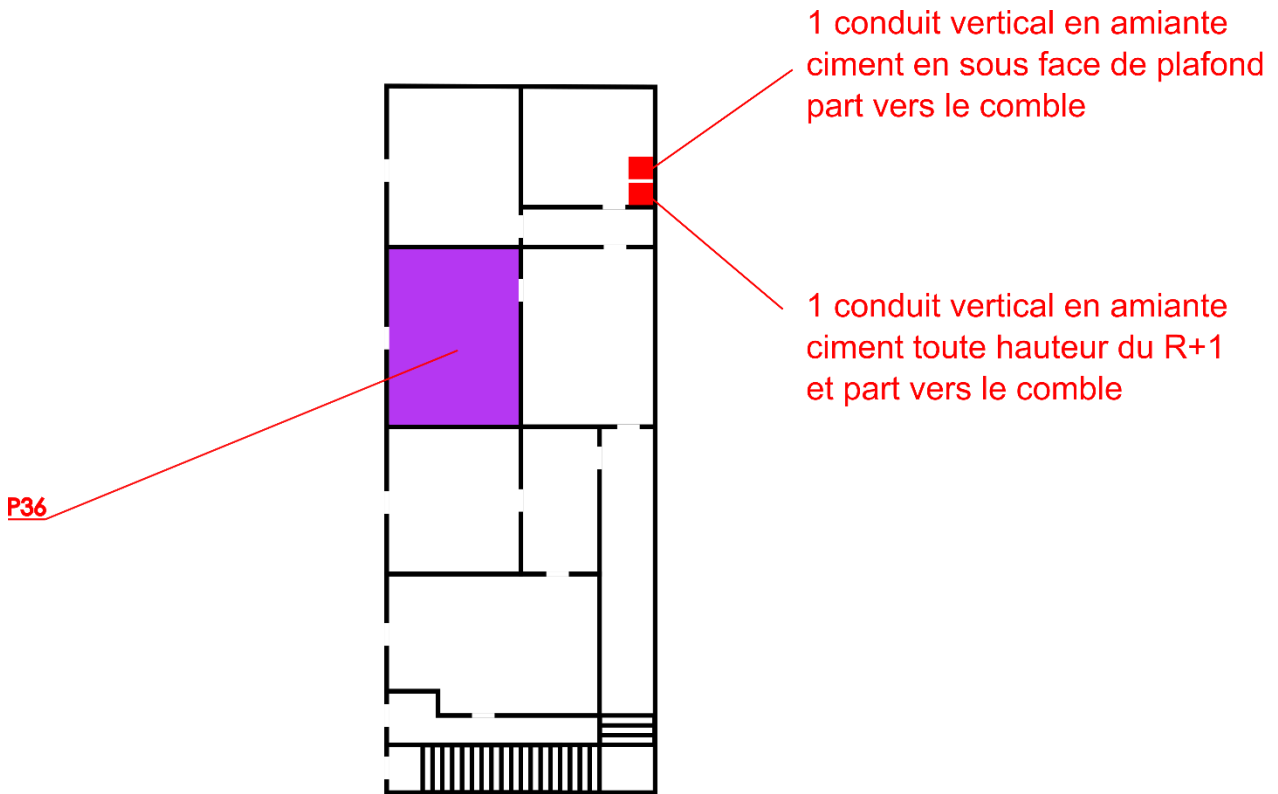 1 conduit vertical en amiante
ciment en sous face de plafond
part vers le comble
1 conduit vertical en amiante
ciment toute hauteur du R+1
et part vers le comble
P36